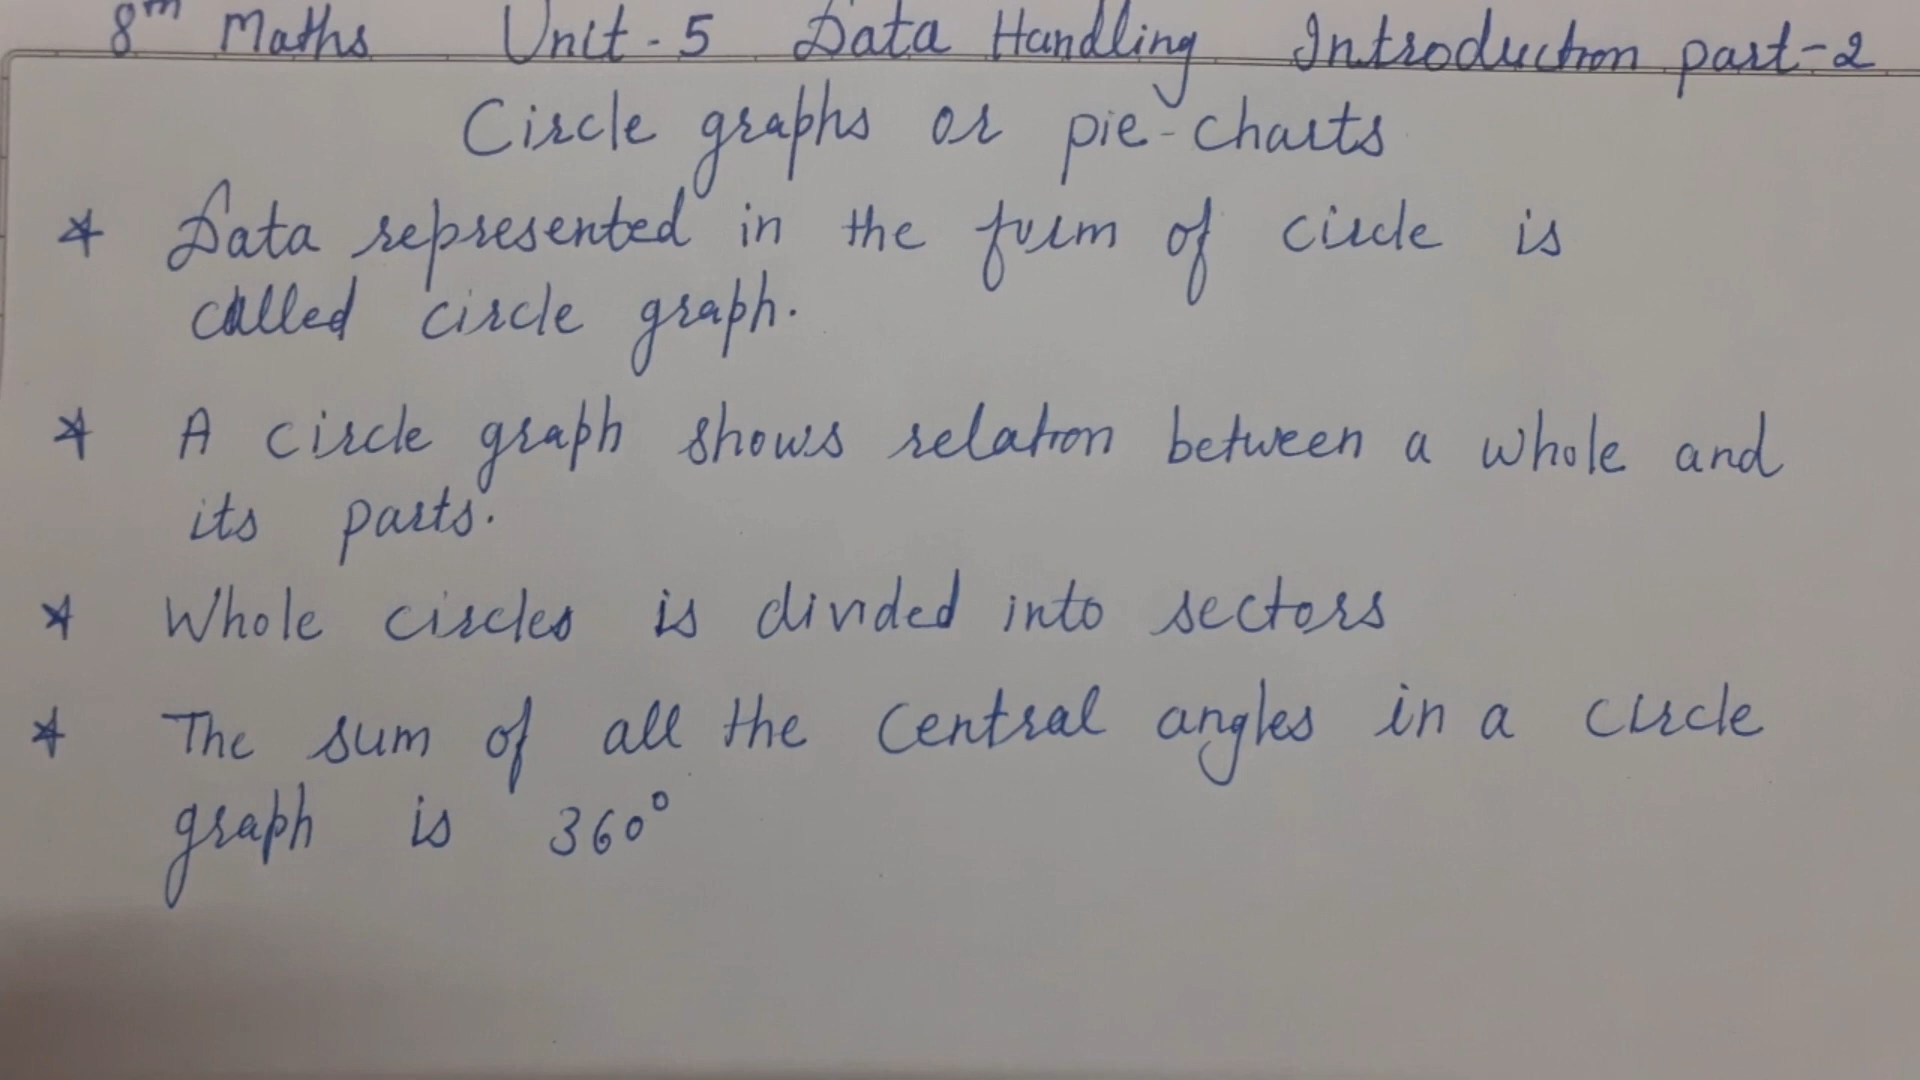 8th Maths Unit-5 Data Handling Introduction part-2
Circle graphs or pie-charts
* Data represented in the form of circle is
called circle graph.
* A circle graph shows relation between a whole and
its parts.
* Whole circles is divided into sectors
* The sum of all the central angles in a circle
graph is 360°